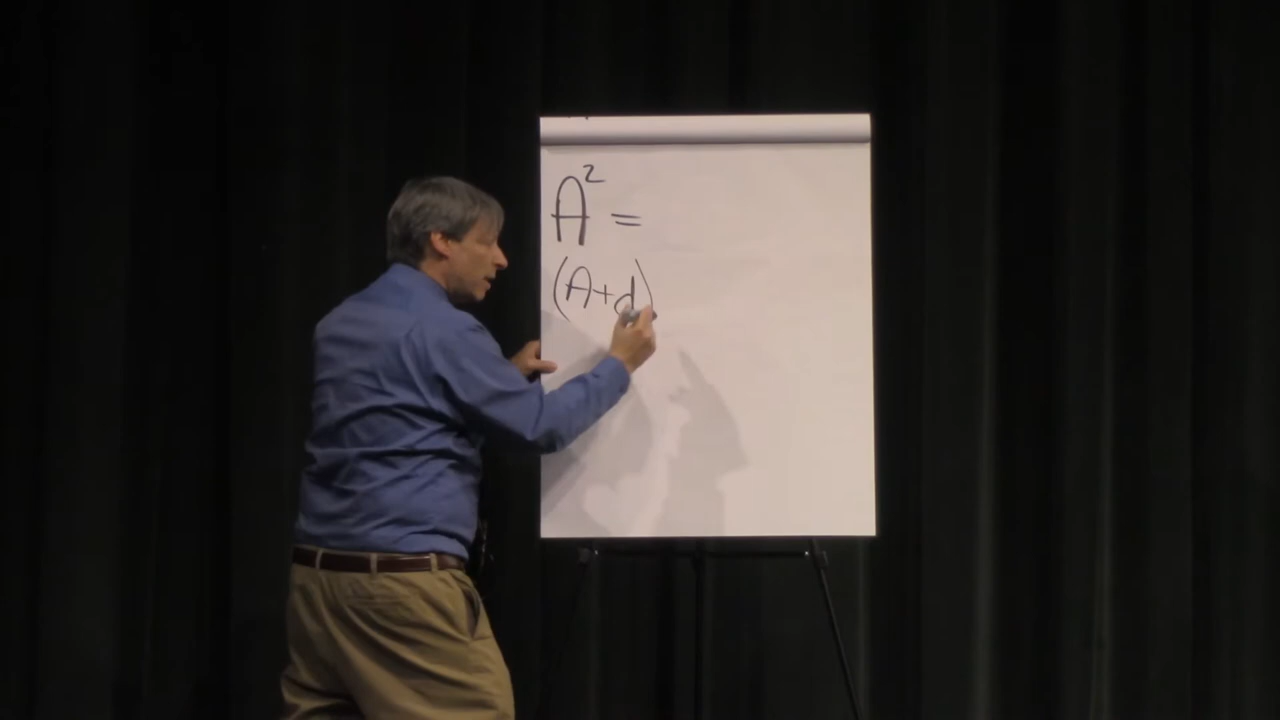 A² =
(A+d)